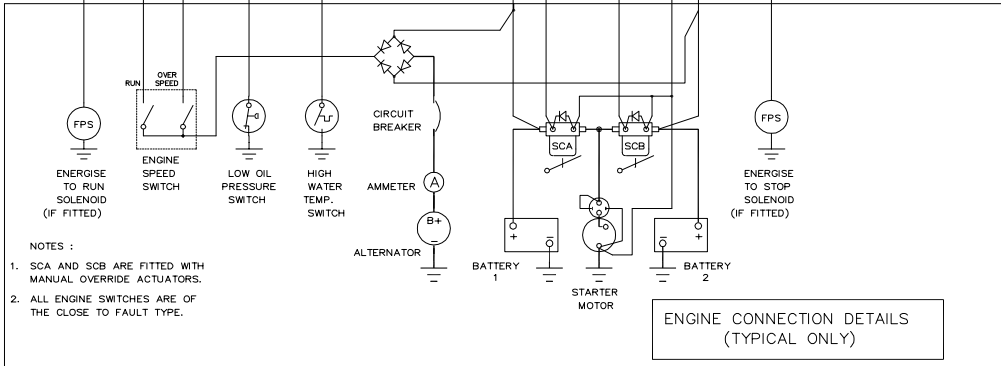 RUN
OVER
SPEED
FPS
ENERGISE
TO RUN
SOLENOID
(IF FITTED)
ENGINE
SPEED
SWITCH
LOW OIL
PRESSURE
SWITCH
HIGH
WATER
TEMP.
SWITCH
CIRCUIT
BREAKER
AMMETER
A
B+
ALTERNATOR
SCA
SCB
+
BATTERY
1
STARTER
MOTOR
+
BATTERY
2
FPS
ENERGISE
TO STOP
SOLENOID
(IF FITTED)
NOTES :
1. SCA AND SCB ARE FITTED WITH
MANUAL OVERRIDE ACTUATORS.
2. ALL ENGINE SWITCHES ARE OF
THE CLOSE TO FAULT TYPE.
ENGINE CONNECTION DETAILS
(TYPICAL ONLY)